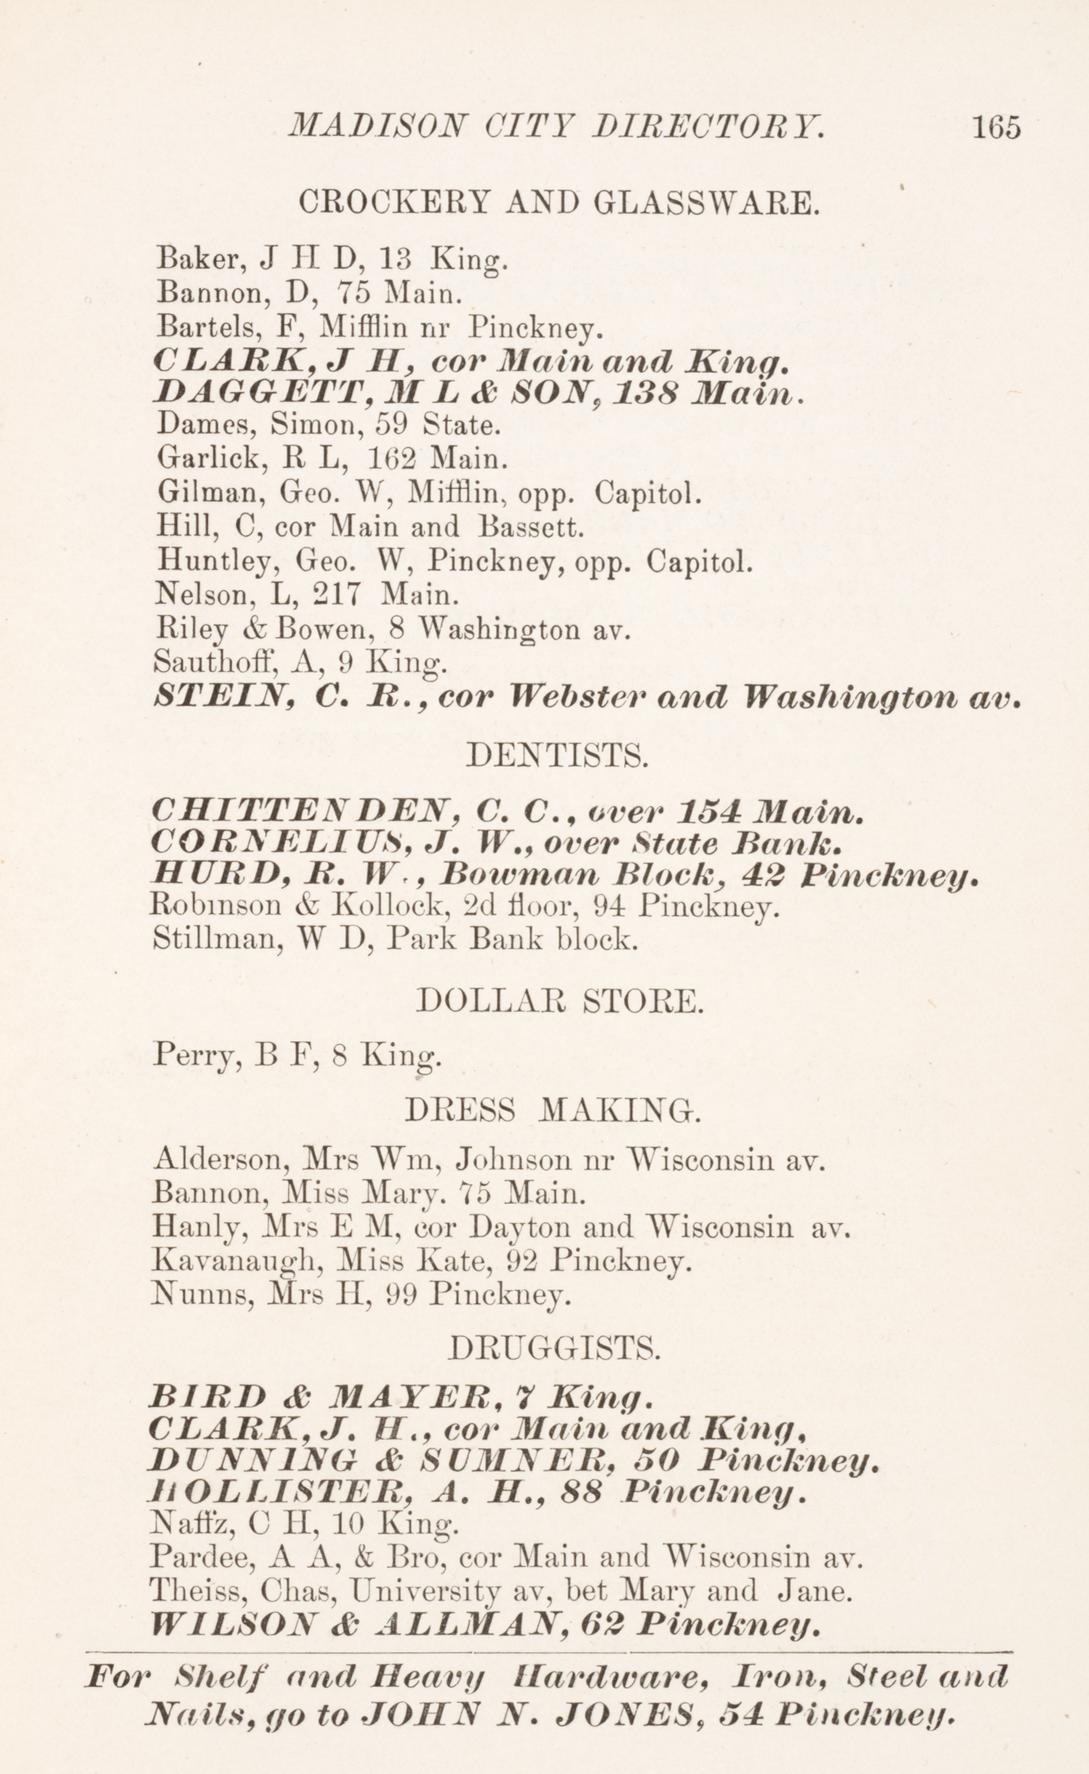 MADISON CITY DIRECTORY. 165
CROCKERY AND GLASSWARE.
Baker, J H D, 13 King.
Bannon, D, 75 Main.
Bartels, F, Mifflin nr Pinckney.
CLARK, J H, cor Main and King.
DAGGETT, M L & SON, 138 Main.
Dames, Simon, 59 State.
Garlick, R L, 162 Main.
Gilman, Geo. W, Mifflin, opp. Capitol.
Hill, C, cor Main and Bassett.
Huntley, Geo. W, Pinckney, opp. Capitol.
Nelson, L, 217 Main.
Riley & Bowen, 8 Washington av.
Sauthoff, A, 9 King.
STEIN, C. R., cor Webster and Washington av.
DENTISTS.
CHITTENDEN, C. C., over 154 Main.
CORNELIUS, J. W., over State Bank.
HURD, R. W., Bowman Block, 42 Pinckney.
Robinson & Kollock, 2d floor, 94 Pinckney.
Stillman, W D, Park Bank block.
DOLLAR STORE.
Perry, B F, 8 King.
DRESS MAKING.
Alderson, Mrs Wm, Johnson nr Wisconsin av.
Bannon, Miss Mary. 75 Main.
Hanly, Mrs E M, cor Dayton and Wisconsin av.
Kavanaugh, Miss Kate, 92 Pinckney.
Nunns, Mrs H, 99 Pinckney.
DRUGGISTS.
BIRD & MAYER, 7 King.
CLARK, J. H., cor Main and King,
DUNNING & SUMNER, 50 Pinckney.
HOLLISTER, A. H., 88 Pinckney.
Naffz, C H, 10 King.
Pardee, A A, & Bro, cor Main and Wisconsin av.
Theiss, Chas, University av, bet Mary and Jane.
WILSON & ALLMAN, 62 Pinckney.
For Shelf and Heavy Hardware, Iron, Steel and
Nails, go to JOHN N. JONES, 54 Pinckney.